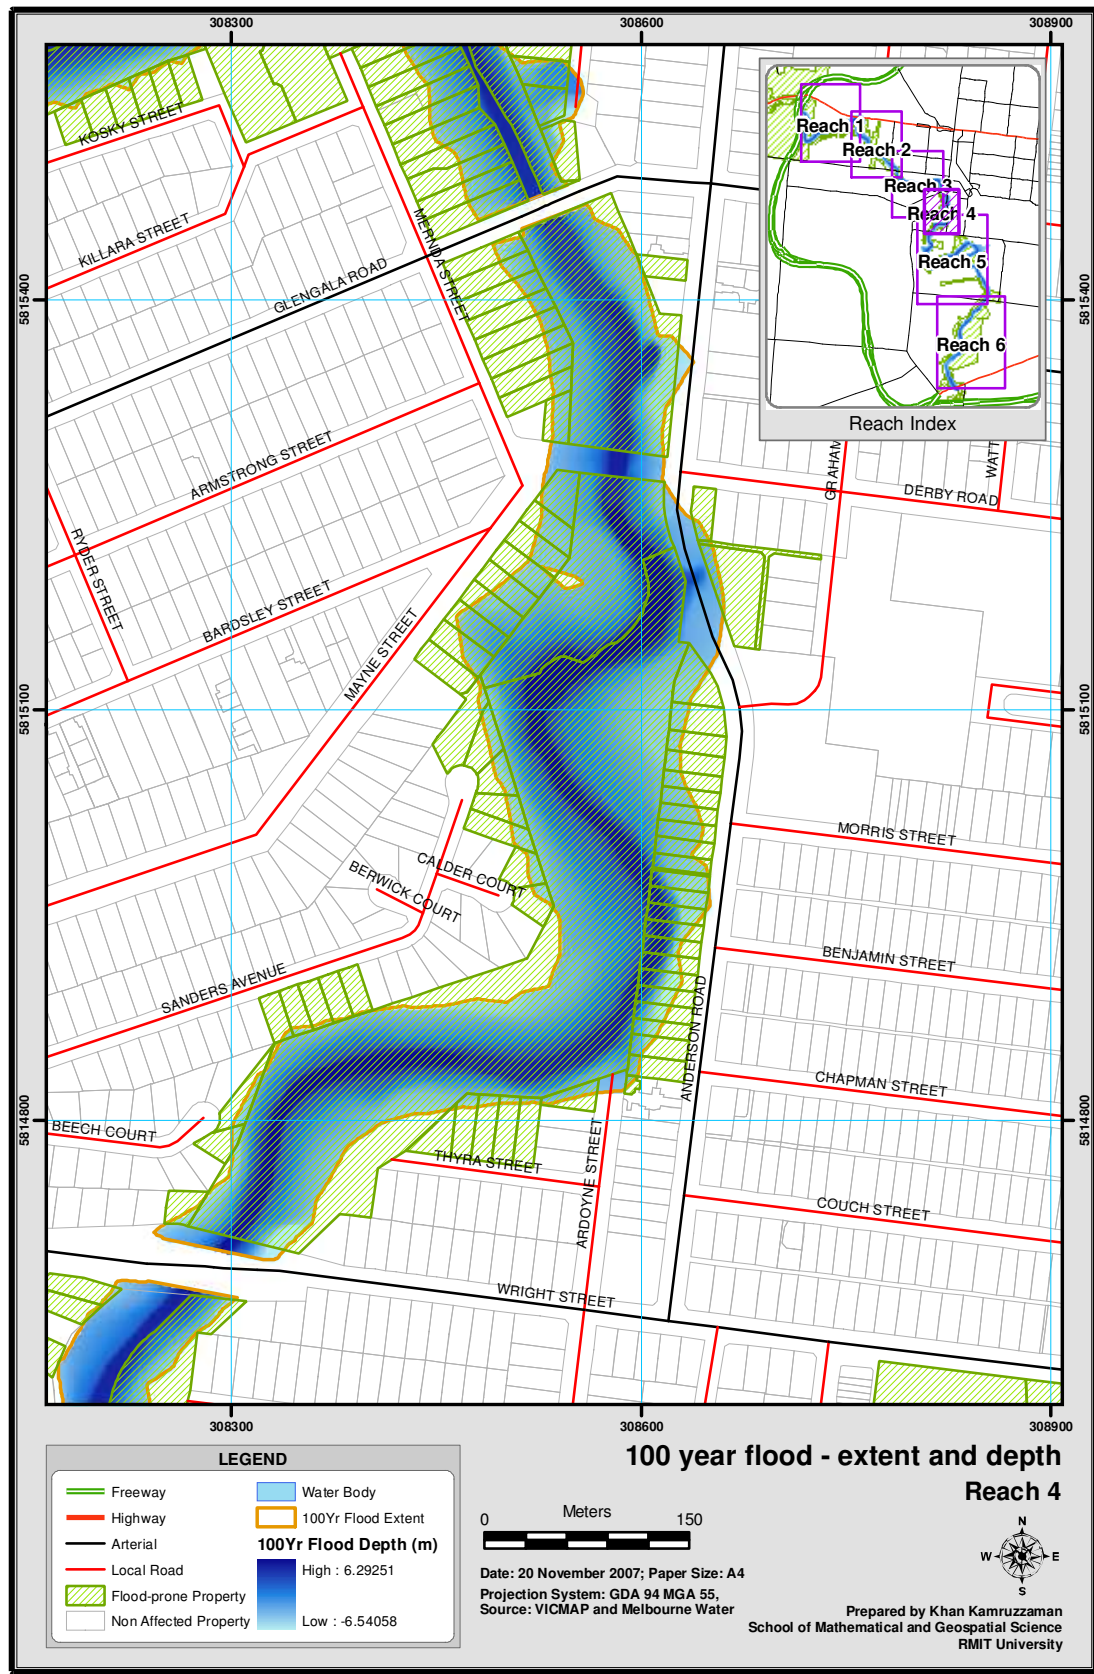 308300
308600
308900
KOSKY STREET
KILLARA STREET
GLENGALA ROAD
MERNDA STREET
Reach 1
Reach 2
Reach 3
Reach 4
Reach 5
Reach 6
Reach Index
5815400
5815400
ARMSTRONG STREET
RYDER STREET
BARDSLEY STREET
MAYNE STREET
GRAHAM
WATT
DERBY ROAD
5815100
5815100
MORRIS STREET
CALDER COURT
BERWICK COURT
SANDERS AVENUE
BENJAMIN STREET
ANDERSON ROAD
CHAPMAN STREET
5814800
5814800
BEECH COURT
THYRA STREET
ARDOYNE STREET
COUCH STREET
WRIGHT STREET
308300
308600
308900
LEGEND
Freeway
Highway
Arterial
Local Road
Flood-prone Property
Non Affected Property
Water Body
100Yr Flood Extent
100Yr Flood Depth (m)
High : 6.29251
Low : -6.54058
100 year flood - extent and depth
Reach 4
0 Meters 150
Date: 20 November 2007; Paper Size: A4
Projection System: GDA 94 MGA 55,
Source: VICMAP and Melbourne Water
N
W E
S
Prepared by Khan Kamruzzaman
School of Mathematical and Geospatial Science
RMIT University